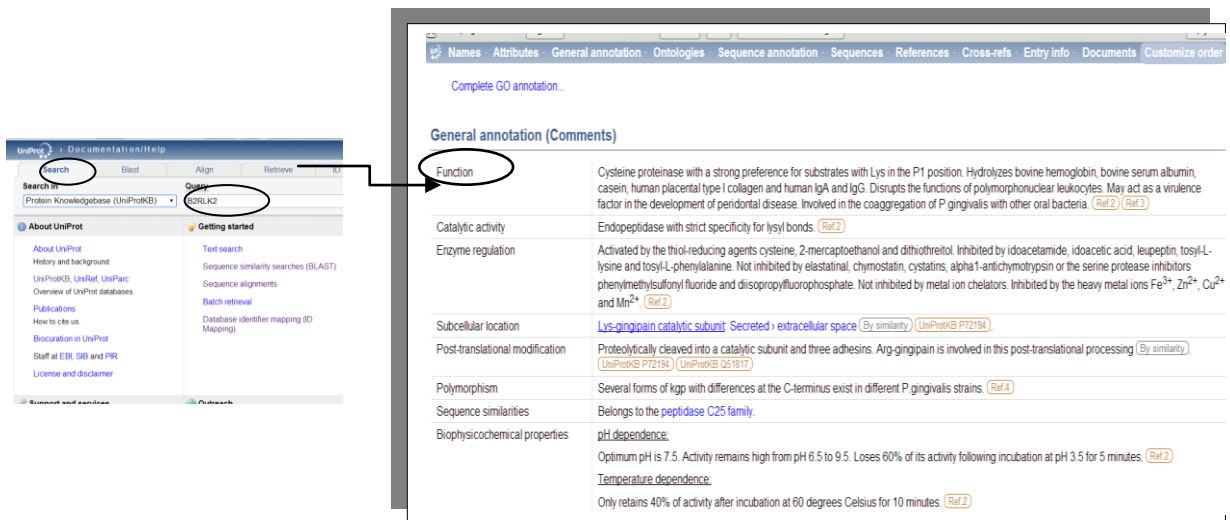 UniProt › Documentation/Help
Search Blast Align Retrieve ID
Search in Query
Protein Knowledgebase (UniProtKB) B2RLK2
About UniProt Getting started
About UniProt
History and background.
UniProtKB, UniRef, UniParc
Overview of UniProt databases.
Publications
How to cite us.
Biocuration in UniProt
Staff at EBI, SIB and PIR
License and disclaimer
Text search
Sequence similarity searches (BLAST)
Sequence alignments
Batch retrieval
Database identifier mapping (ID
Mapping)
Support and services Outreach
Names · Attributes · General annotation · Ontologies · Sequence annotation · Sequences · References · Cross-refs · Entry info · Documents Customize order
Complete GO annotation...
General annotation (Comments)
Function Cysteine proteinase with a strong preference for substrates with Lys in the P1 position. Hydrolyzes bovine hemoglobin, bovine serum albumin,
casein, human placental type I collagen and human IgA and IgG. Disrupts the functions of polymorphonuclear leukocytes. May act as a virulence
factor in the development of peridontal disease. Involved in the coaggregation of P.gingivalis with other oral bacteria. Ref.2 Ref.3
Catalytic activity Endopeptidase with strict specificity for lysyl bonds. Ref.2
Enzyme regulation Activated by the thiol-reducing agents cysteine, 2-mercaptoethanol and dithiothreitol. Inhibited by idoacetamide, idoacetic acid, leupeptin, tosyl-L-
lysine and tosyl-L-phenylalanine. Not inhibited by elastatinal, chymostatin, cystatins, alpha1-antichymotrypsin or the serine protease inhibitors
phenylmethylsulfonyl fluoride and diisopropylfluorophosphate. Not inhibited by metal ion chelators. Inhibited by the heavy metal ions Fe3+, Zn2+, Cu2+
and Mn2+. Ref.2
Subcellular location Lys-gingipain catalytic subunit: Secreted › extracellular space By similarity UniProtKB P72194.
Post-translational modification Proteolytically cleaved into a catalytic subunit and three adhesins. Arg-gingipain is involved in this post-translational processing By similarity.
UniProtKB P72194 UniProtKB Q51817
Polymorphism Several forms of kgp with differences at the C-terminus exist in different P.gingivalis strains. Ref.4
Sequence similarities Belongs to the peptidase C25 family.
Biophysicochemical properties pH dependence:
Optimum pH is 7.5. Activity remains high from pH 6.5 to 9.5. Loses 60% of its activity following incubation at pH 3.5 for 5 minutes. Ref.2
Temperature dependence:
Only retains 40% of activity after incubation at 60 degrees Celsius for 10 minutes. Ref.2